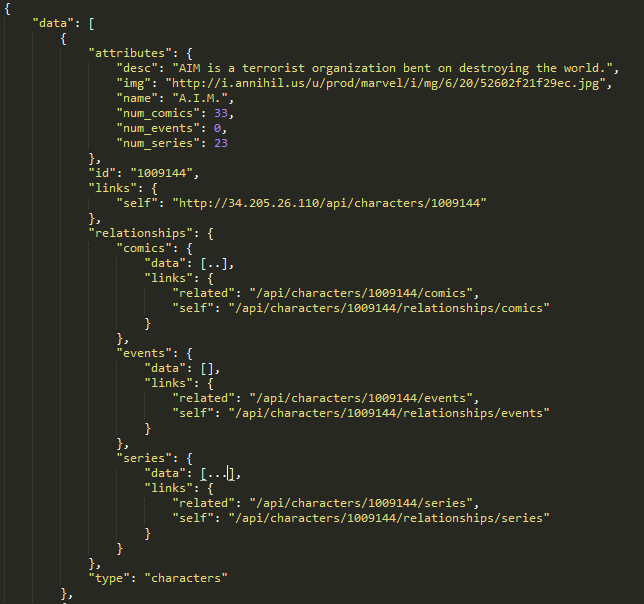 {
    "data": [
        {
            "attributes": {
                "desc": "AIM is a terrorist organization bent on destroying the world.",
                "img": "http://i.annihil.us/u/prod/marvel/i/mg/6/20/52602f21f29ec.jpg",
                "name": "A.I.M.",
                "num_comics": 33,
                "num_events": 0,
                "num_series": 23
            },
            "id": "1009144",
            "links": {
                "self": "http://34.205.26.110/api/characters/1009144"
            },
            "relationships": {
                "comics": {
                    "data": [..],
                    "links": {
                        "related": "/api/characters/1009144/comics",
                        "self": "/api/characters/1009144/relationships/comics"
                    }
                },
                "events": {
                    "data": [],
                    "links": {
                        "related": "/api/characters/1009144/events",
                        "self": "/api/characters/1009144/relationships/events"
                    }
                },
                "series": {
                    "data": [...],
                    "links": {
                        "related": "/api/characters/1009144/series",
                        "self": "/api/characters/1009144/relationships/series"
                    }
                }
            },
            "type": "characters"
        },